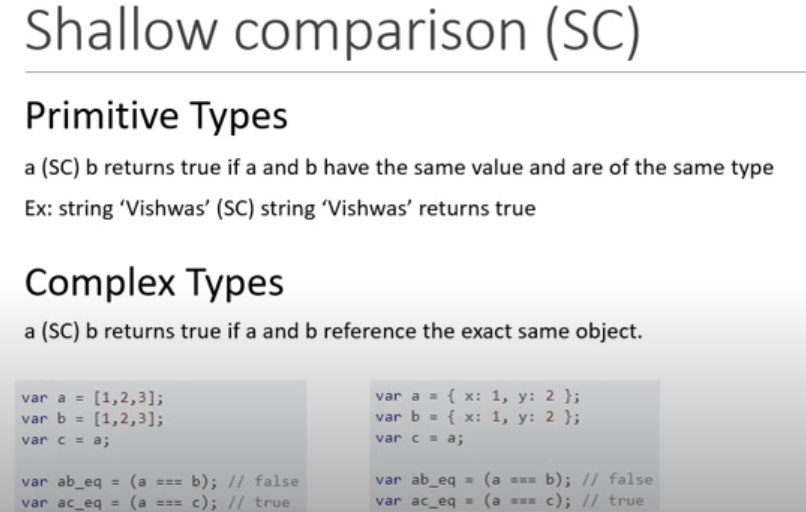 Shallow comparison (SC)
Primitive Types
a (SC) b returns true if a and b have the same value and are of the same type
Ex: string ‘Vishwas’ (SC) string ‘Vishwas’ returns true
Complex Types
a (SC) b returns true if a and b reference the exact same object.
var a = [1,2,3];
var b = [1,2,3];
var c = a;
var ab_eq = (a === b); // false
var ac_eq = (a === c); // true
var a = { x: 1, y: 2 };
var b = { x: 1, y: 2 };
var c = a;
var ab_eq = (a === b); // false
var ac_eq = (a === c); // true